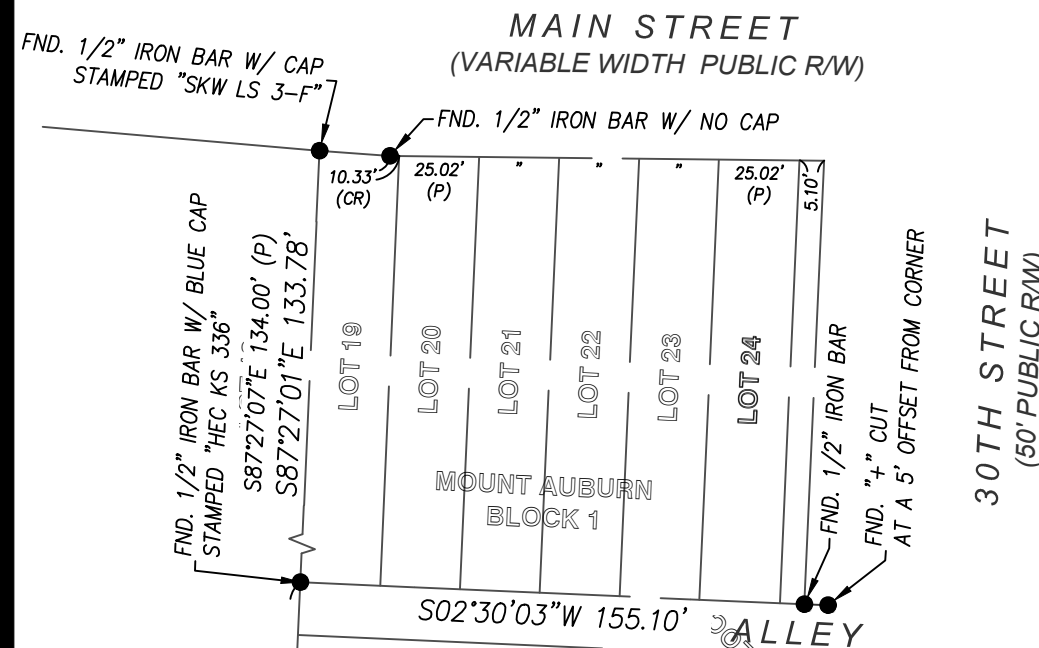 MAIN STREET
(VARIABLE WIDTH PUBLIC R/W)
FND. 1/2" IRON BAR W/ CAP
STAMPED "SKW LS 3-F"
FND. 1/2" IRON BAR W/ NO CAP
10.33'
(CR)
25.02'
(P)
"
"
"
25.02'
(P)
5.10'
FND. 1/2" IRON BAR W/ BLUE CAP
STAMPED "HEC KS 336"
S87°27'07"E 134.00' (P)
S87°27'01"E 133.78'
LOT 19
LOT 20
LOT 21
LOT 22
LOT 23
LOT 24
MOUNT AUBURN
BLOCK 1
FND. 1/2" IRON BAR
FND. "+" CUT
AT A 5' OFFSET FROM CORNER
30TH STREET
(50' PUBLIC R/W)
S02°30'03"W 155.10'
ALLEY